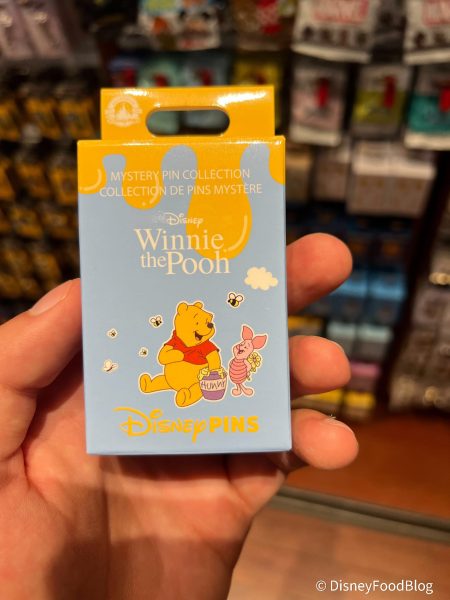 MYSTERY PIN COLLECTION
COLLECTION DE PINS MYSTÈRE
Disney
Winnie
the Pooh
HUNNY
Disney PINS
© DisneyFoodBlog